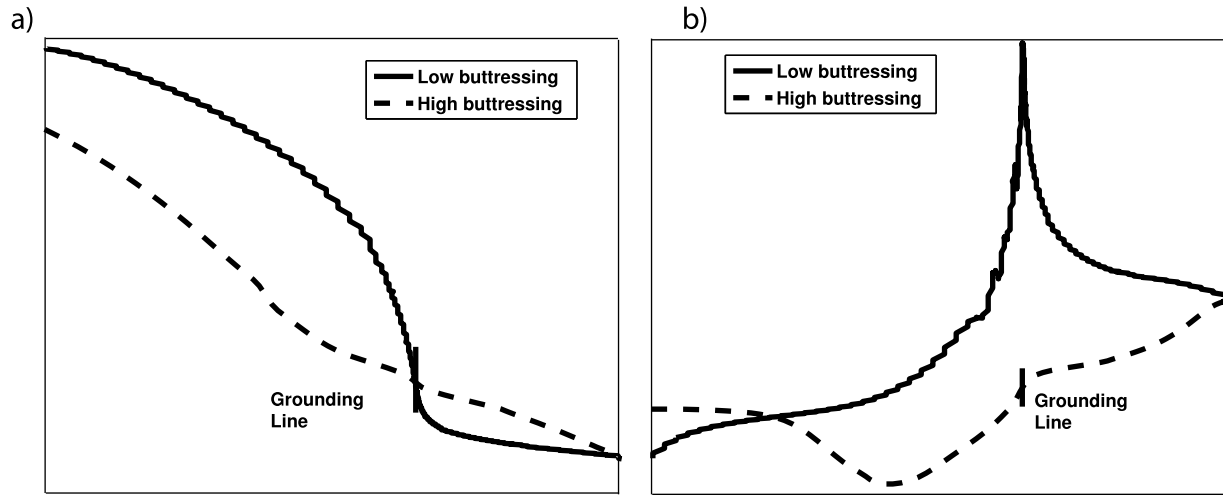 a)
Low buttressing
High buttressing
Grounding
Line
b)
Low buttressing
High buttressing
Grounding
Line